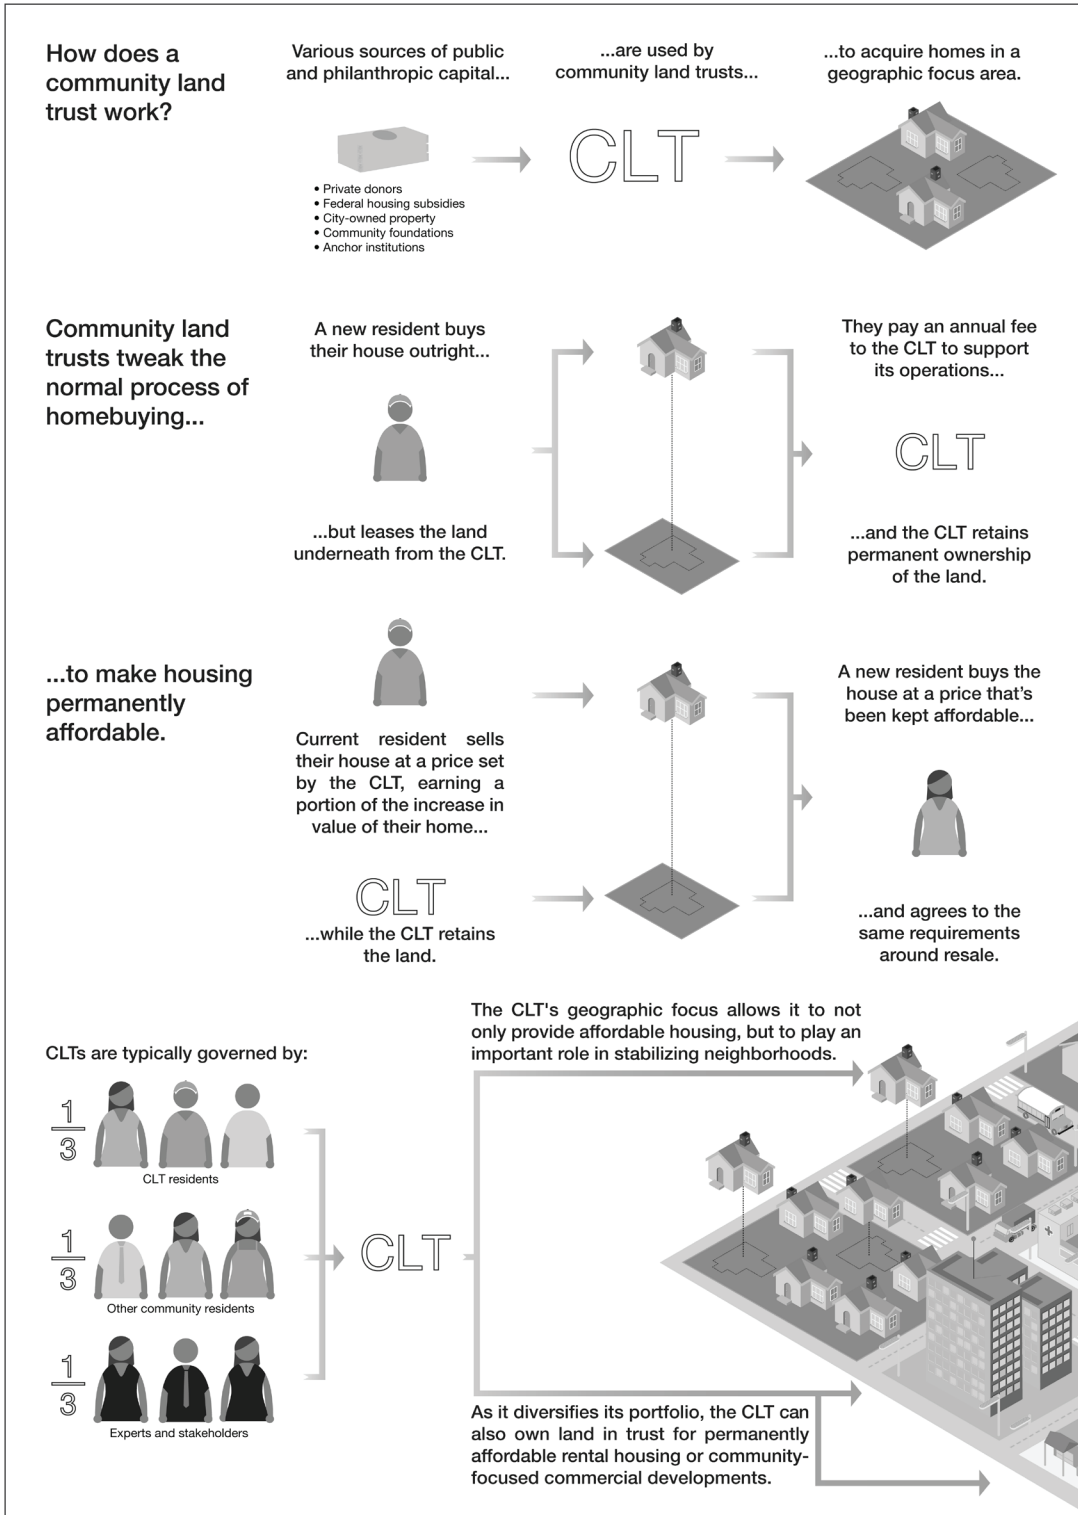 How does a
community land
trust work?
Various sources of public
and philanthropic capital...
• Private donors
• Federal housing subsidies
• City-owned property
• Community foundations
• Anchor institutions
...are used by
community land trusts...
CLT
...to acquire homes in a
geographic focus area.
Community land
trusts tweak the
normal process of
homebuying...
A new resident buys
their house outright...
...but leases the land
underneath from the CLT.
They pay an annual fee
to the CLT to support
its operations...
CLT
...and the CLT retains
permanent ownership
of the land.
...to make housing
permanently
affordable.
Current resident sells
their house at a price set
by the CLT, earning a
portion of the increase in
value of their home...
CLT
...while the CLT retains
the land.
A new resident buys the
house at a price that's
been kept affordable...
...and agrees to the
same requirements
around resale.
CLTs are typically governed by:
1
3
CLT residents
1
3
Other community residents
1
3
Experts and stakeholders
CLT
The CLT's geographic focus allows it to not
only provide affordable housing, but to play an
important role in stabilizing neighborhoods.
As it diversifies its portfolio, the CLT can
also own land in trust for permanently
affordable rental housing or community-
focused commercial developments.